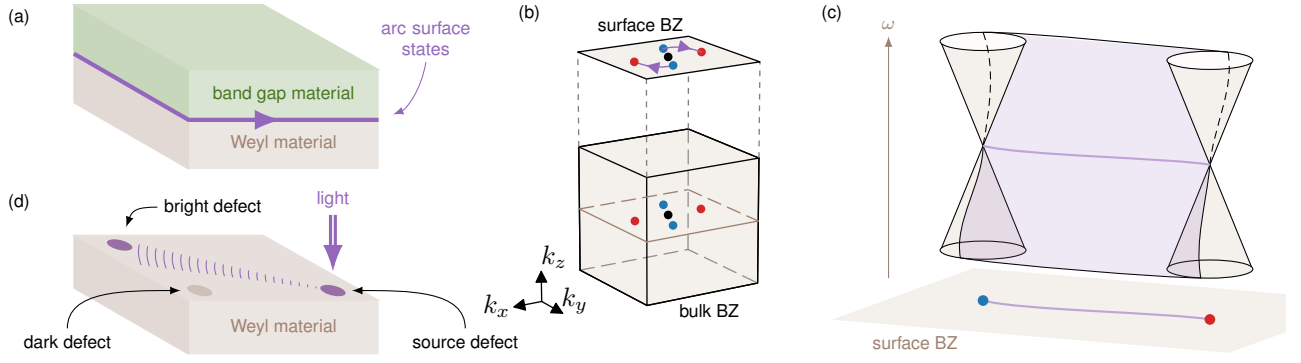 (a)
arc surface
states
band gap material
Weyl material
(b)
surface BZ
k_z
k_x
k_y
bulk BZ
(c)
ω
surface BZ
(d)
bright defect
light
dark defect
Weyl material
source defect